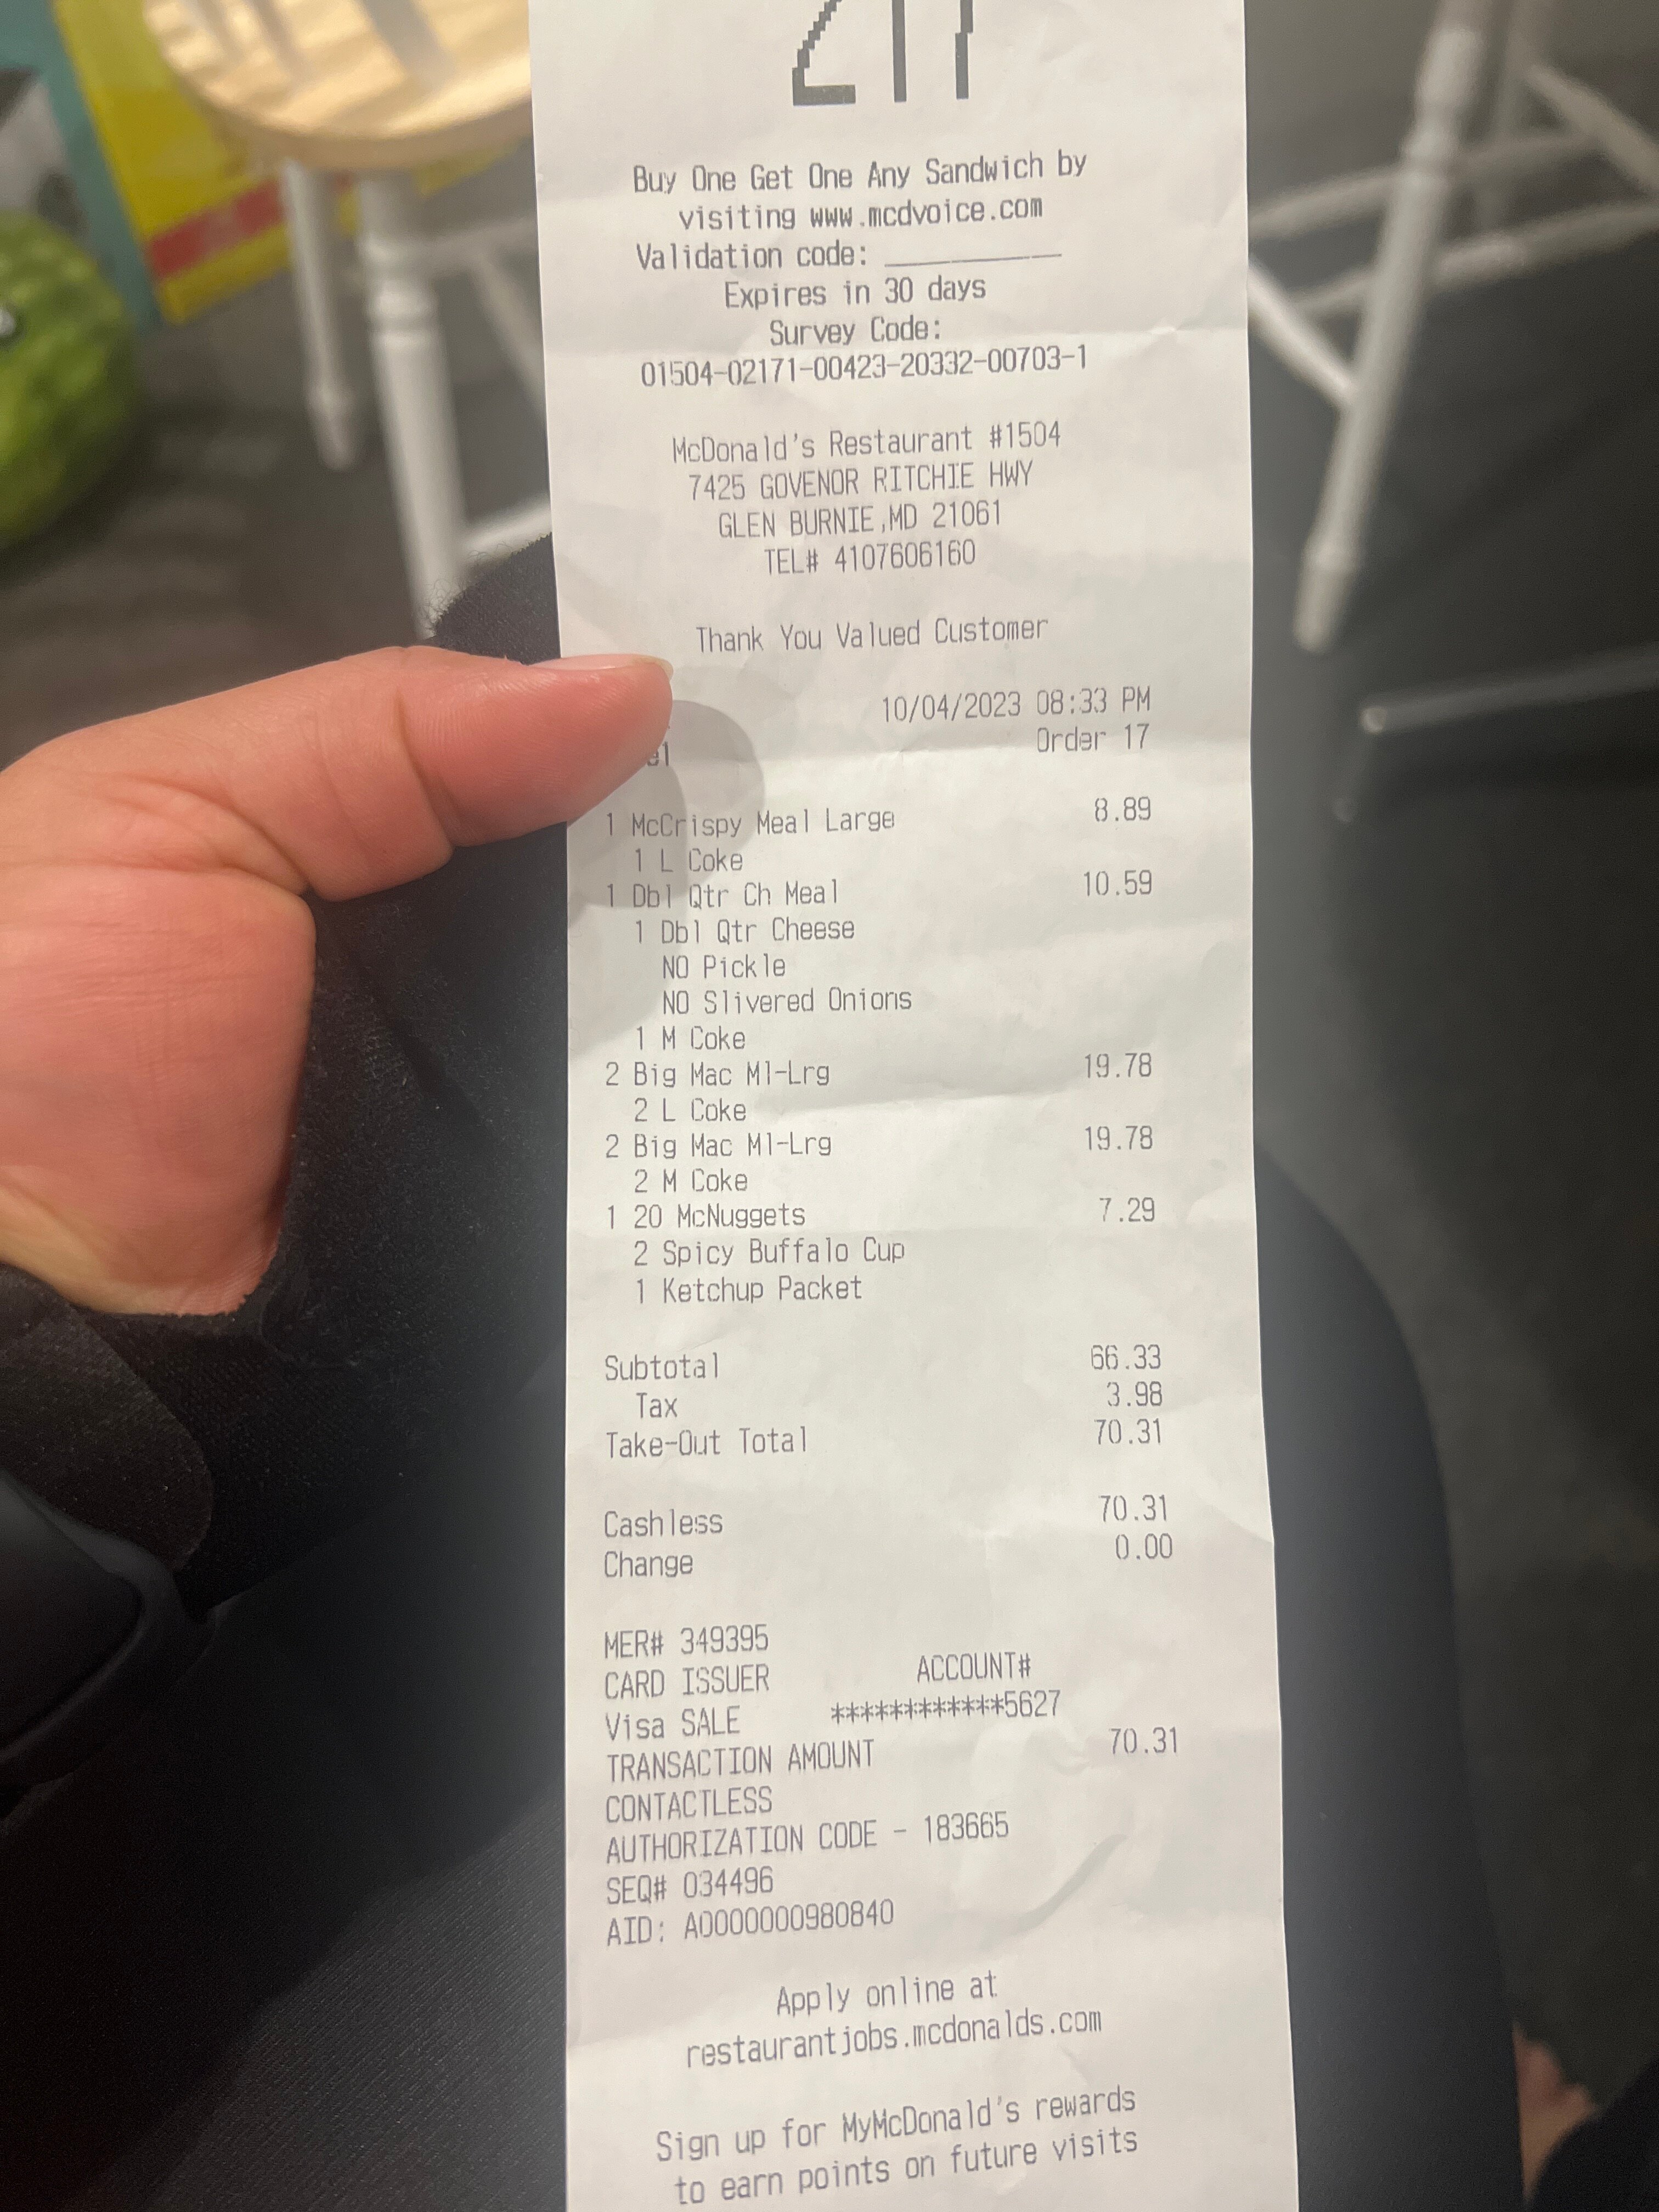 Buy One Get One Any Sandwich by
visiting www.mcdvoice.com
Validation code: __________
Expires in 30 days
Survey Code:
01504-02171-00423-20332-00703-1
McDonald's Restaurant #1504
7425 GOVENOR RITCHIE HWY
GLEN BURNIE,MD 21061
TEL# 4107606160
Thank You Valued Customer
10/04/2023 08:33 PM
Order 17
1 McCrispy Meal Large 8.89
1 L Coke
1 Dbl Qtr Ch Meal 10.59
1 Dbl Qtr Cheese
NO Pickle
NO Slivered Onions
1 M Coke
2 Big Mac Ml-Lrg 19.78
2 L Coke
2 Big Mac Ml-Lrg 19.78
2 M Coke
1 20 McNuggets 7.29
2 Spicy Buffalo Cup
1 Ketchup Packet
Subtotal 66.33
Tax 3.98
Take-Out Total 70.31
Cashless 70.31
Change 0.00
MER# 349395
CARD ISSUER ACCOUNT#
Visa SALE ************5627
TRANSACTION AMOUNT 70.31
CONTACTLESS
AUTHORIZATION CODE - 183665
SEQ# 034496
AID: A0000000980840
Apply online at
restaurantjobs.mcdonalds.com
Sign up for MyMcDonald's rewards
to earn points on future visits